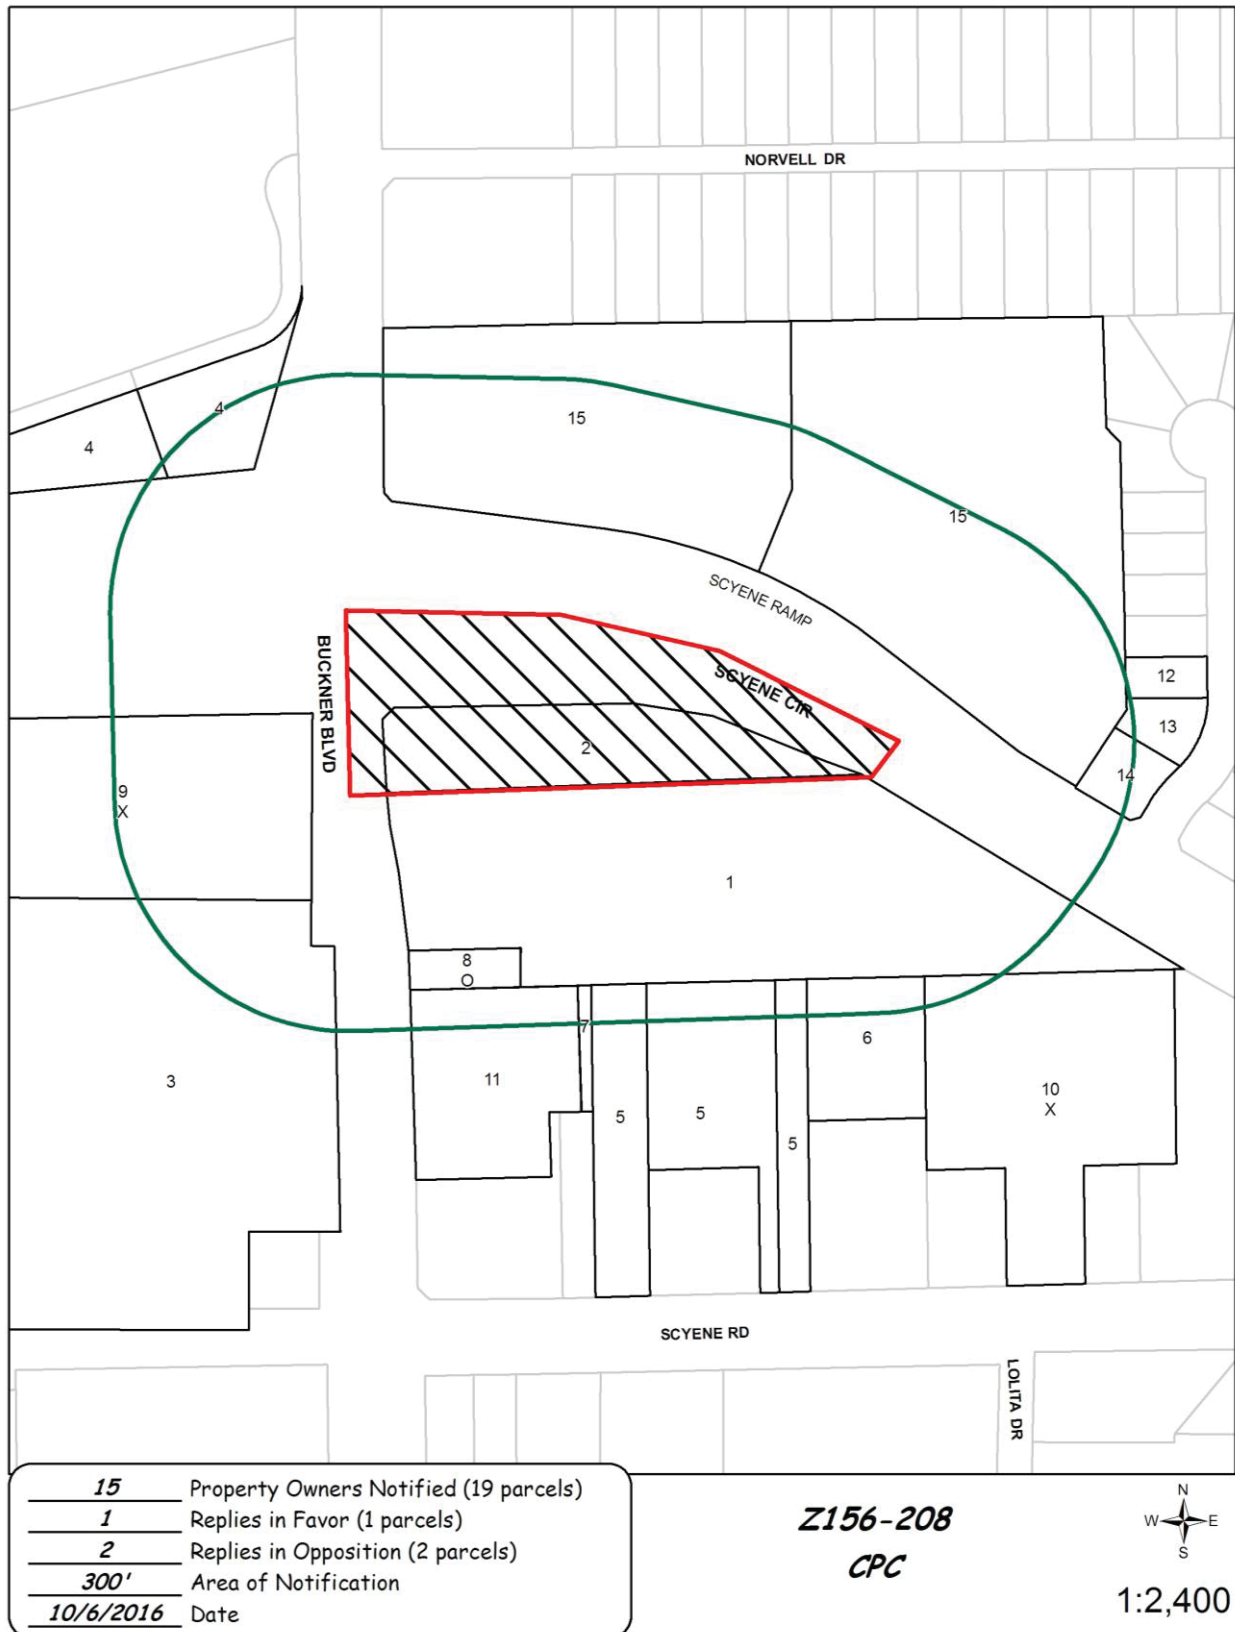 NORVELL DR
4
4
15
15
SCYENE RAMP
BUCKNER BLVD
SCYENE CIR
2
12
13
14
9
X
1
8
O
7
3
11
5
5
5
6
10
X
SCYENE RD
LOLITA DR
15 Property Owners Notified (19 parcels)
1 Replies in Favor (1 parcels)
2 Replies in Opposition (2 parcels)
300' Area of Notification
10/6/2016 Date
Z156-208
CPC
N
W E
S
1:2,400